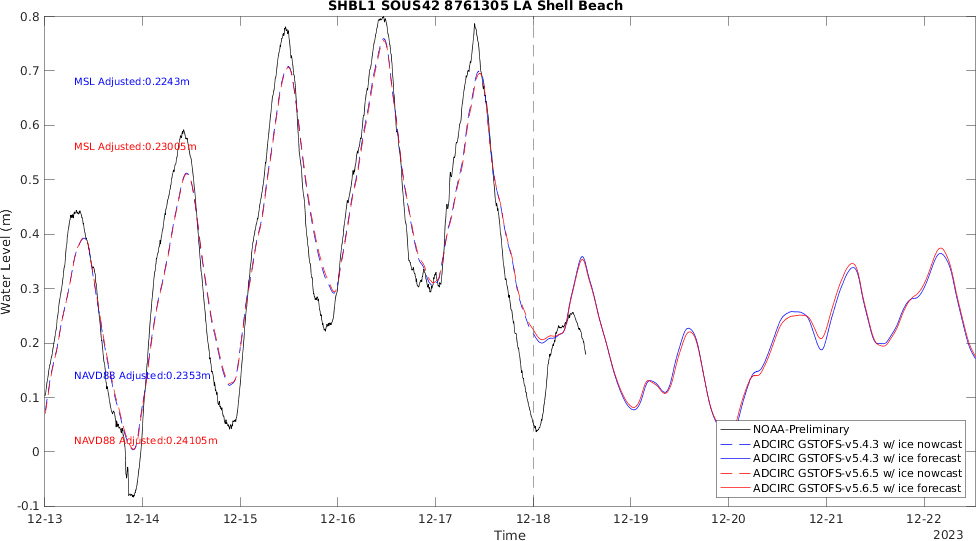 SHBL1 SOUS42 8761305 LA Shell Beach
0.8
0.7
0.6
0.5
0.4
0.3
0.2
0.1
0
-0.1
Water Level (m)
MSL Adjusted:0.2243m
MSL Adjusted:0.23005m
NAVD88 Adjusted:0.2353m
NAVD88 Adjusted:0.24105m
NOAA-Preliminary
ADCIRC GSTOFS-v5.4.3 w/ ice nowcast
ADCIRC GSTOFS-v5.4.3 w/ ice forecast
ADCIRC GSTOFS-v5.6.5 w/ ice nowcast
ADCIRC GSTOFS-v5.6.5 w/ ice forecast
12-13 12-14 12-15 12-16 12-17 12-18 12-19 12-20 12-21 12-22
Time
2023